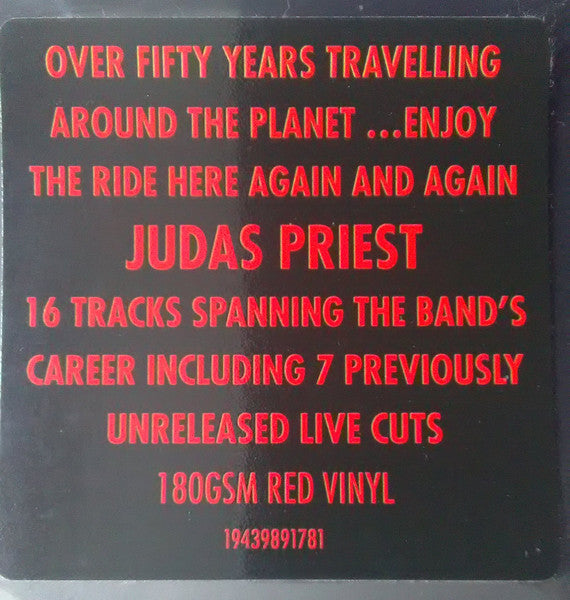 OVER FIFTY YEARS TRAVELLING
AROUND THE PLANET ...ENJOY
THE RIDE HERE AGAIN AND AGAIN
JUDAS PRIEST
16 TRACKS SPANNING THE BAND'S
CAREER INCLUDING 7 PREVIOUSLY
UNRELEASED LIVE CUTS
180GSM RED VINYL
19439891781